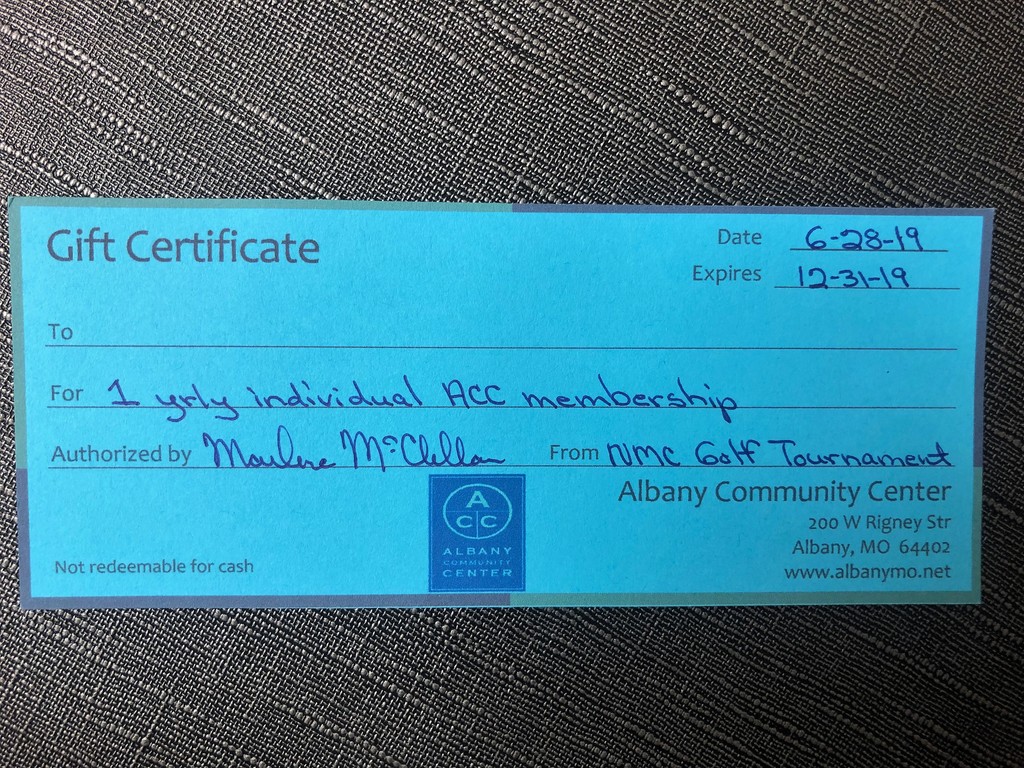 Gift Certificate
Date 6-28-19
Expires 12-31-19
To
For 1 yrly individual ACC membership
Authorized by Marlene McClellan From NMC Golf Tournament
A
CC
ALBANY
COMMUNITY
CENTER
Albany Community Center
200 W Rigney Str
Albany, MO 64402
www.albanymo.net
Not redeemable for cash